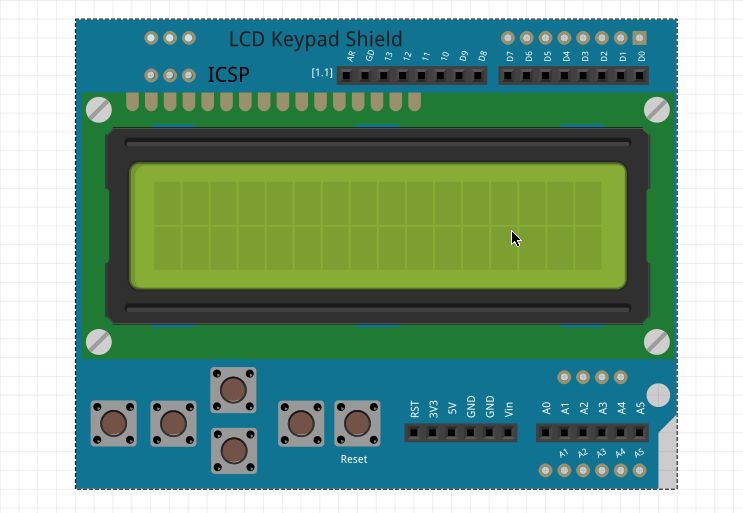 LCD Keypad Shield
AR GD 13 12 11 10 D9 D8 D7 D6 D5 D4 D3 D2 D1 D0
ICSP
[1.1]
RST 3V3 5V GND GND Vin A0 A1 A2 A3 A4 A5
A1 A2 A3 A4 A5
Reset